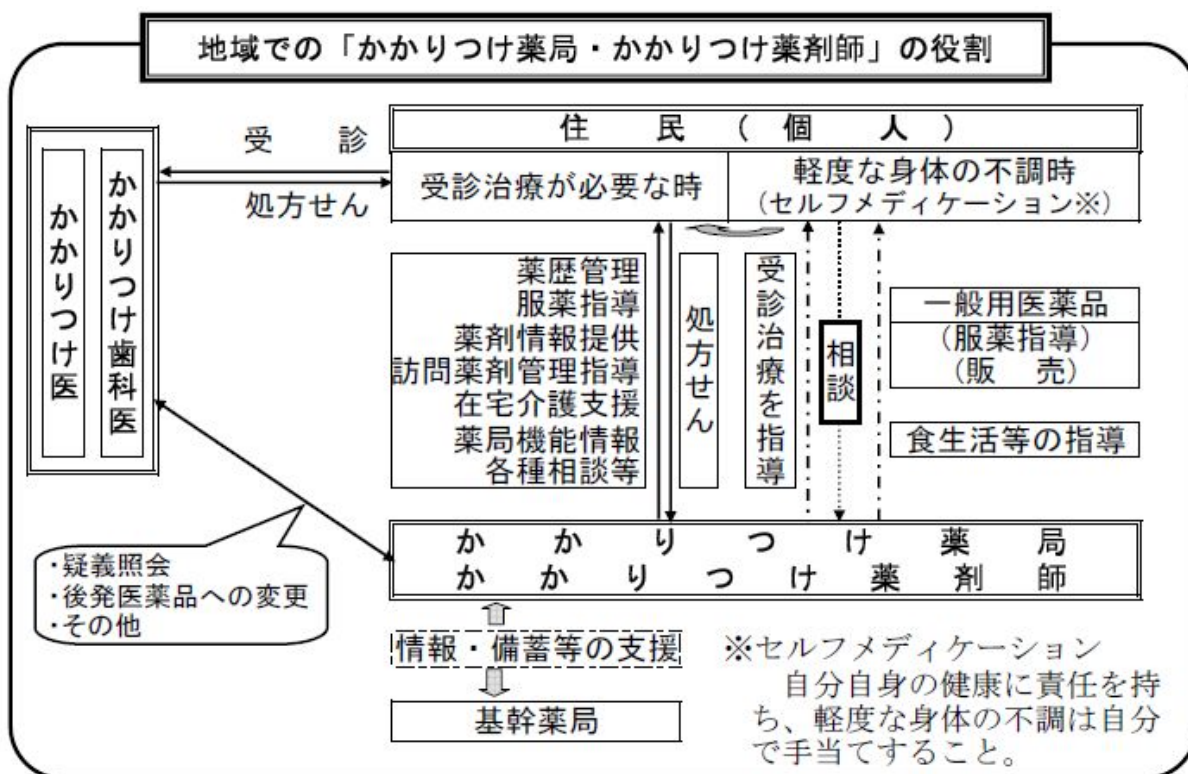 地域での「かかりつけ薬局・かかりつけ薬剤師」の役割
かかりつけ医
かかりつけ歯科医
受　診
処方せん
住　民（個　人）
受診治療が必要な時
軽度な身体の不調時
（セルフメディケーション※）
薬歴管理
服薬指導
薬剤情報提供
訪問薬剤管理指導
在宅介護支援
薬局機能情報
各種相談等
処方せん
受診治療を指導
相談
一般用医薬品
（服薬指導）
（販　売）
食生活等の指導
かかりつけ薬局
かかりつけ薬剤師
・疑義照会
・後発医薬品への変更
・その他
情報・備蓄等の支援
基幹薬局
※セルフメディケーション
自分自身の健康に責任を持
ち、軽度な身体の不調は自分
で手当てすること。